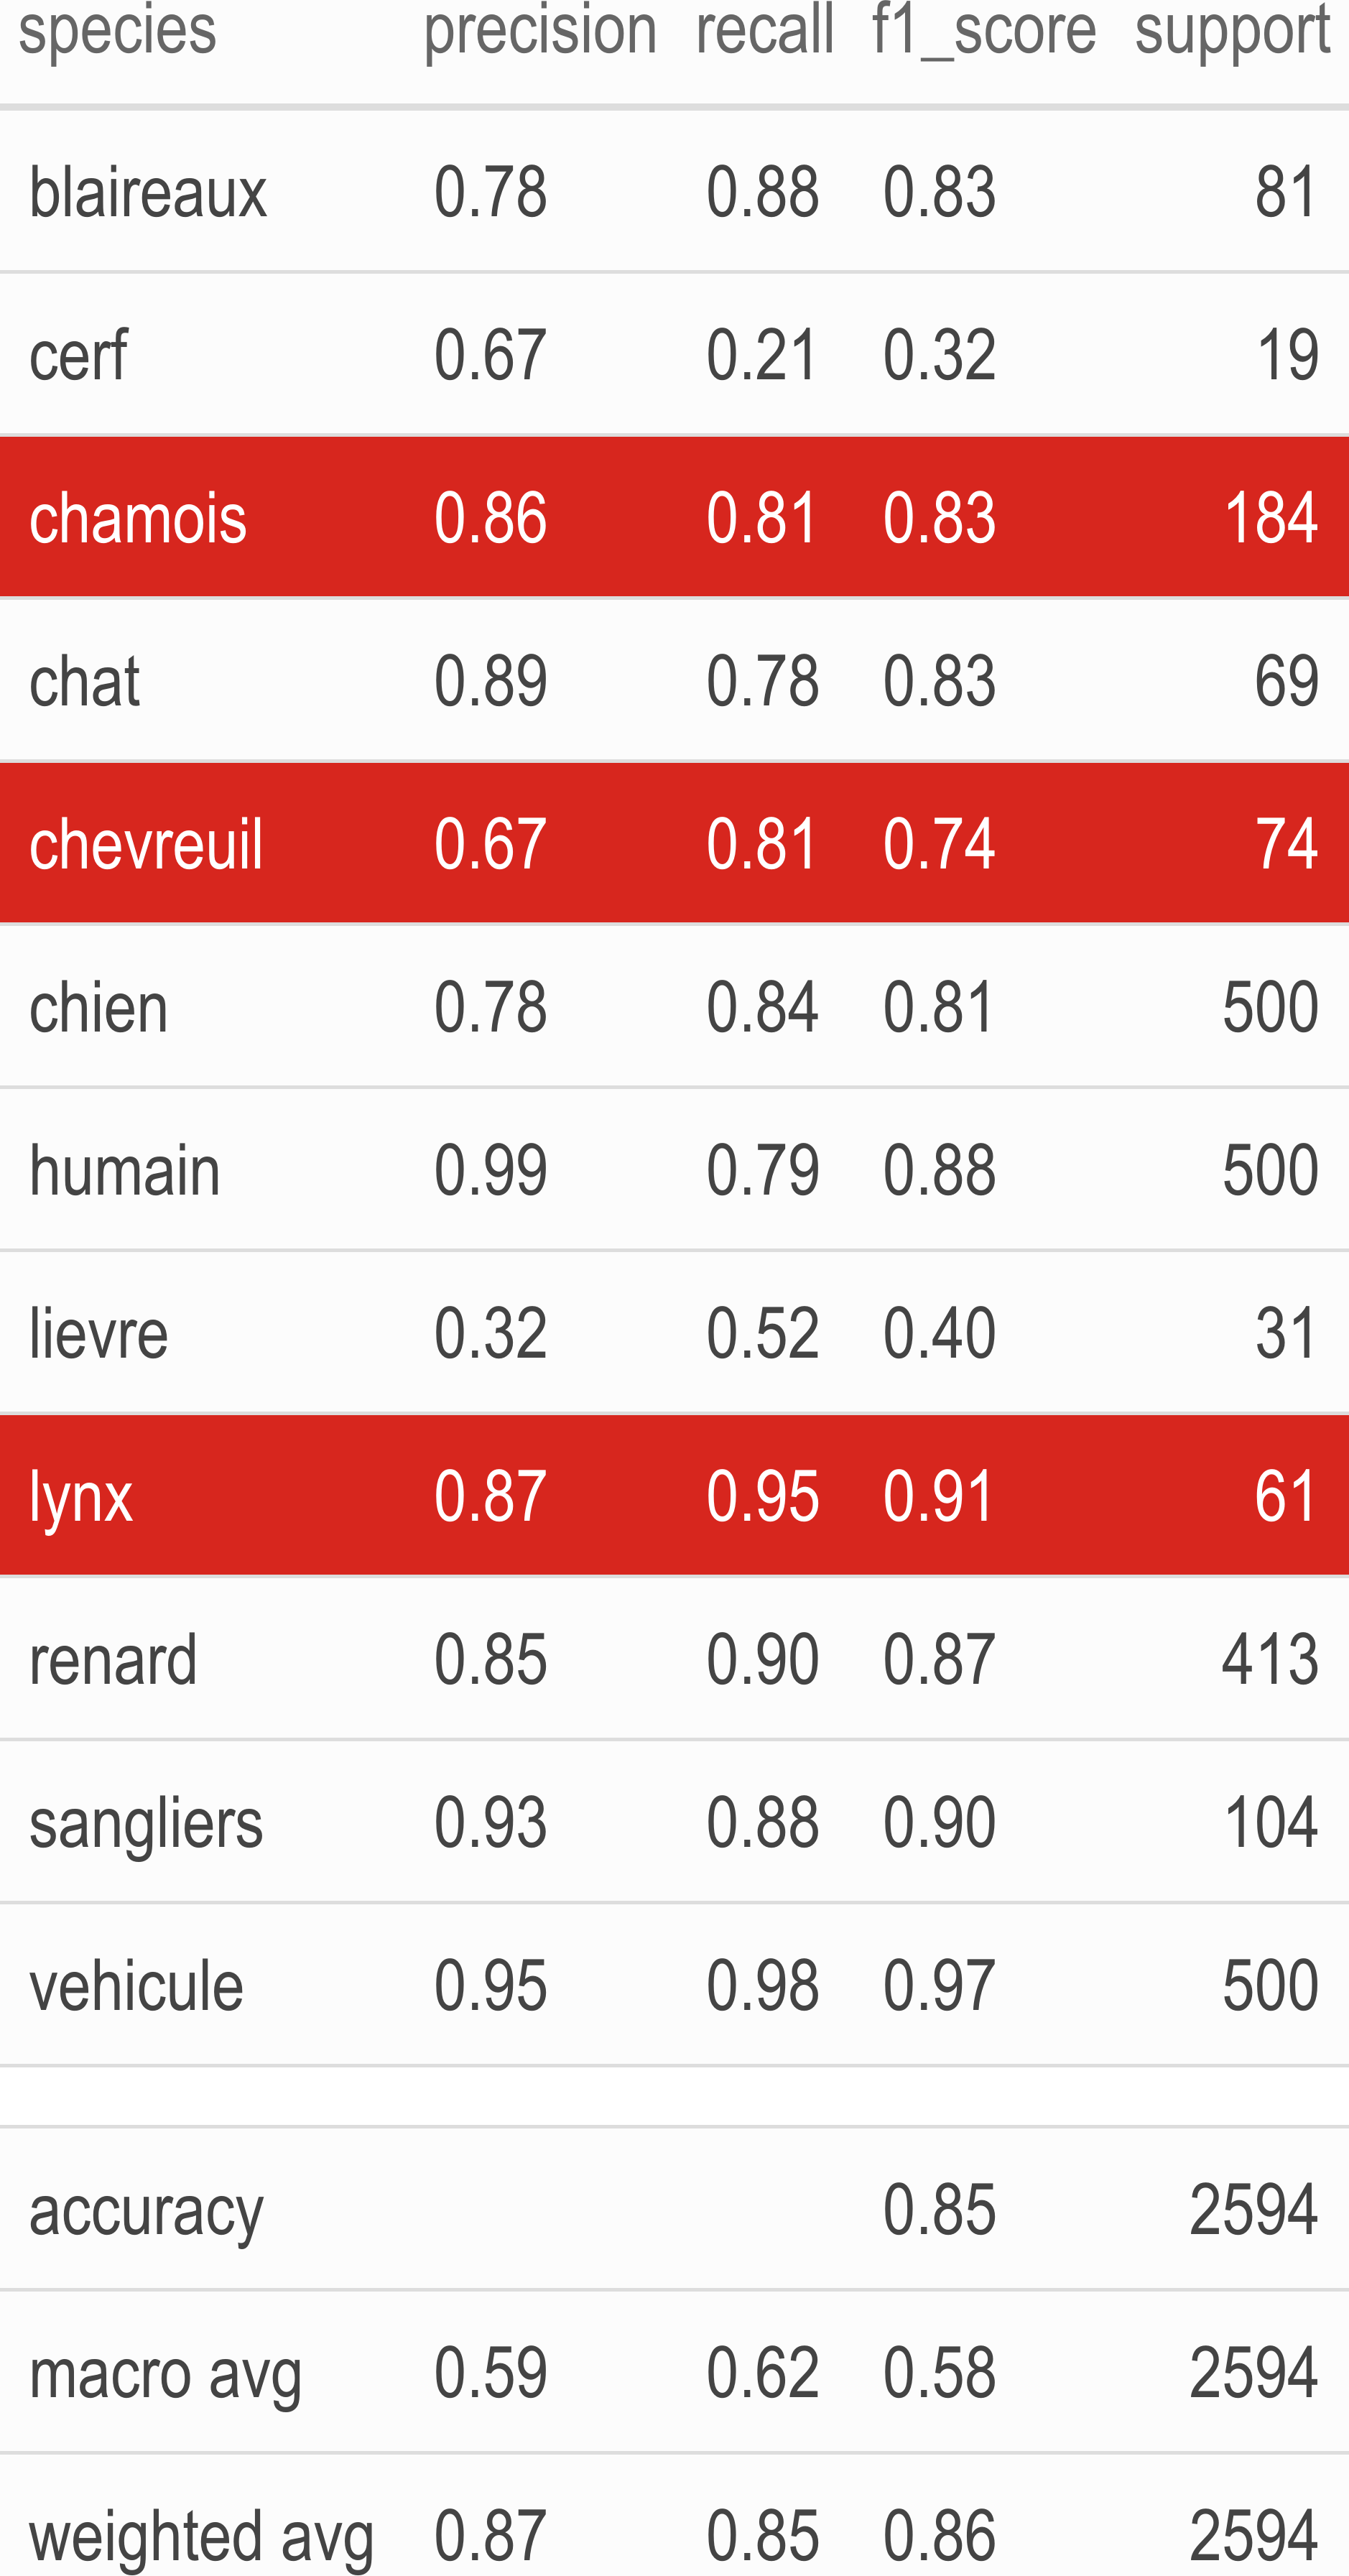 species precision recall f1_score support
blaireaux 0.78 0.88 0.83 81
cerf 0.67 0.21 0.32 19
chamois 0.86 0.81 0.83 184
chat 0.89 0.78 0.83 69
chevreuil 0.67 0.81 0.74 74
chien 0.78 0.84 0.81 500
humain 0.99 0.79 0.88 500
lievre 0.32 0.52 0.40 31
lynx 0.87 0.95 0.91 61
renard 0.85 0.90 0.87 413
sangliers 0.93 0.88 0.90 104
vehicule 0.95 0.98 0.97 500
accuracy 0.85 2594
macro avg 0.59 0.62 0.58 2594
weighted avg 0.87 0.85 0.86 2594